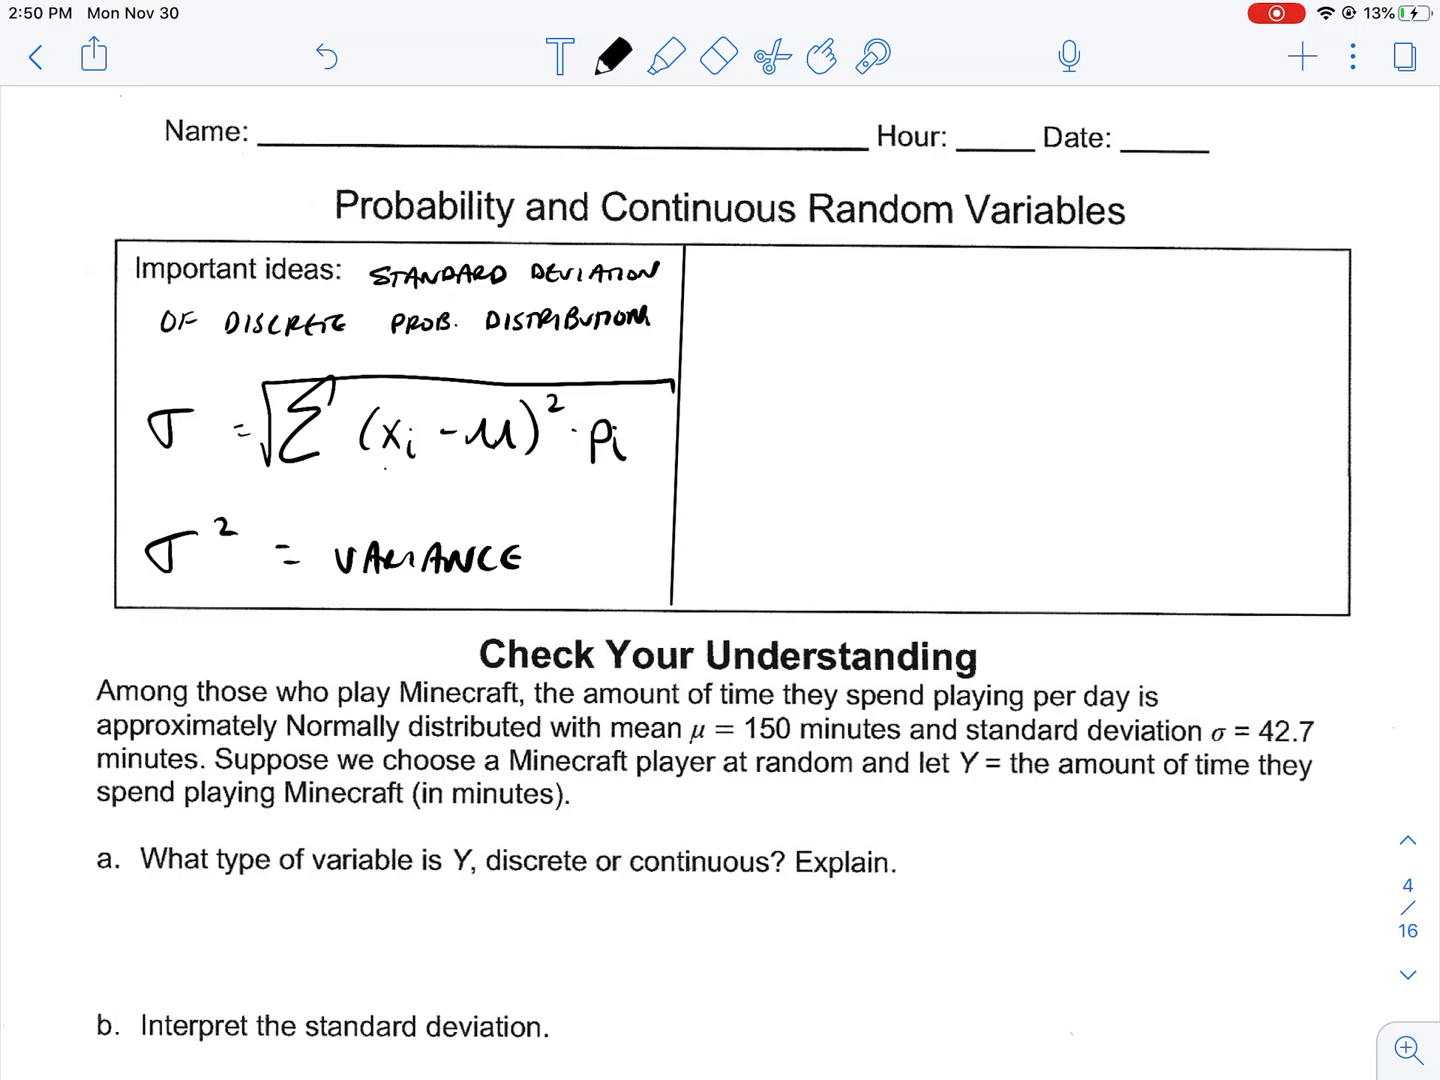 2:50 PM Mon Nov 30
13%
Name: Hour: Date:
Probability and Continuous Random Variables
Important ideas: STANDARD DEVIATION
OF DISCRETE PROB. DISTRIBUTION
σ = √Σ (xi - μ)² · pi
σ² = VARIANCE
Check Your Understanding
Among those who play Minecraft, the amount of time they spend playing per day is
approximately Normally distributed with mean μ = 150 minutes and standard deviation σ = 42.7
minutes. Suppose we choose a Minecraft player at random and let Y = the amount of time they
spend playing Minecraft (in minutes).
a. What type of variable is Y, discrete or continuous? Explain.
4
/
16
b. Interpret the standard deviation.